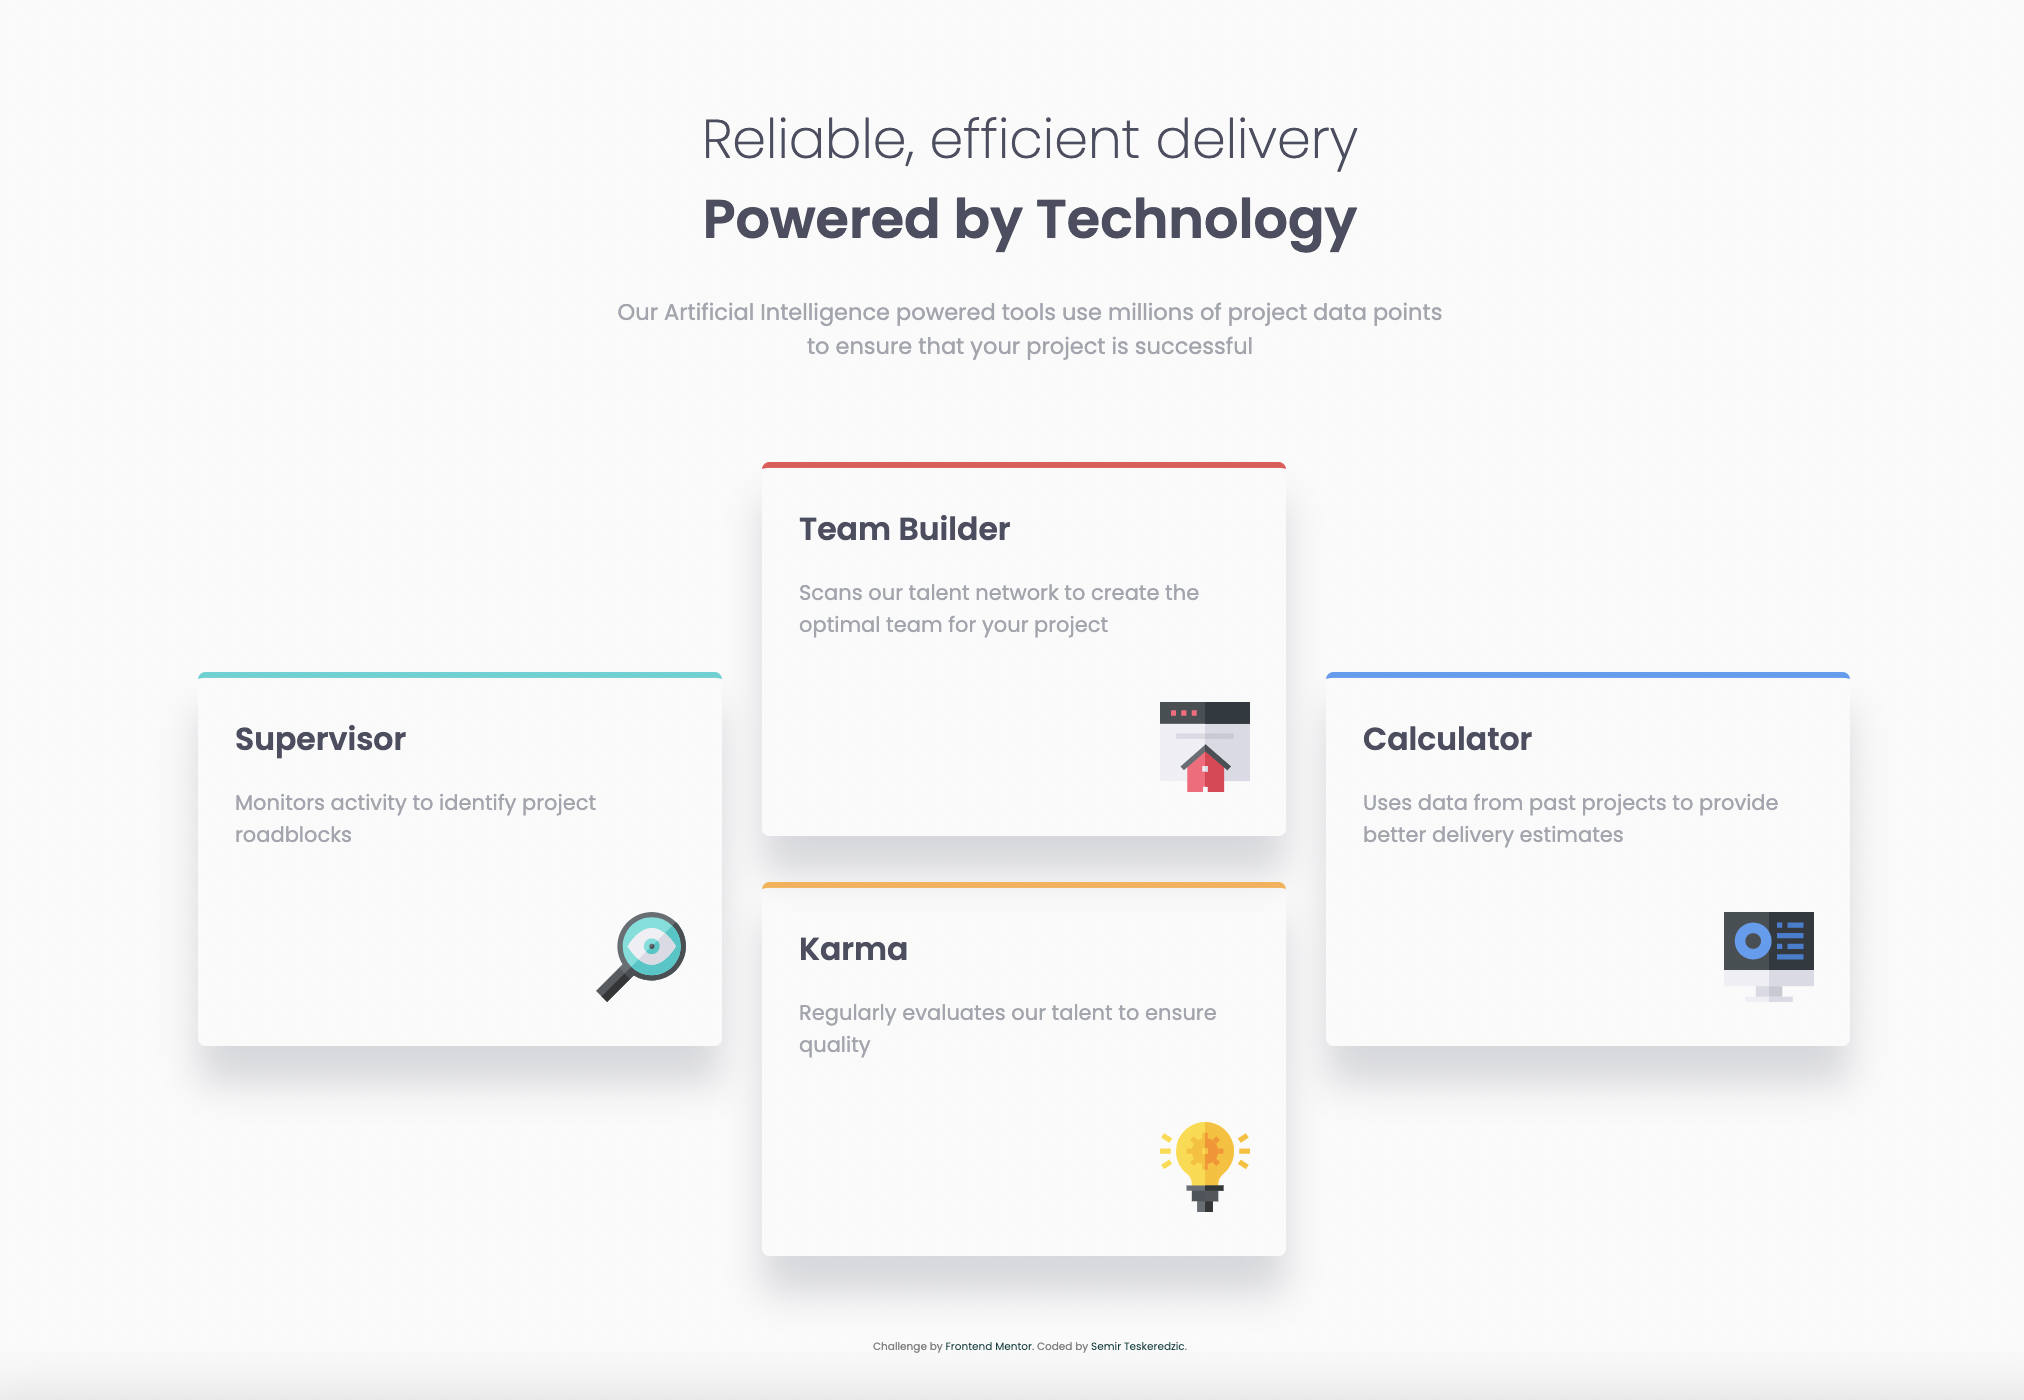 Reliable, efficient delivery
Powered by Technology
Our Artificial Intelligence powered tools use millions of project data points
to ensure that your project is successful
Team Builder
Scans our talent network to create the
optimal team for your project
Supervisor
Monitors activity to identify project
roadblocks
Calculator
Uses data from past projects to provide
better delivery estimates
Karma
Regularly evaluates our talent to ensure
quality
Challenge by Frontend Mentor. Coded by Semir Teskeredzic.